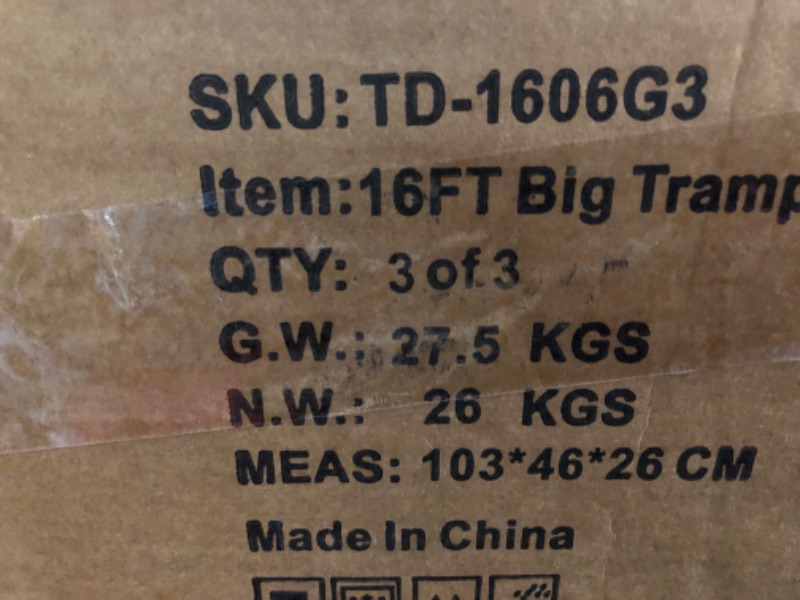 SKU:TD-1606G3
Item:16FT Big Tramp
QTY: 3 of 3
G.W.: 27.5 KGS
N.W.: 26 KGS
MEAS: 103*46*26 CM
Made In China